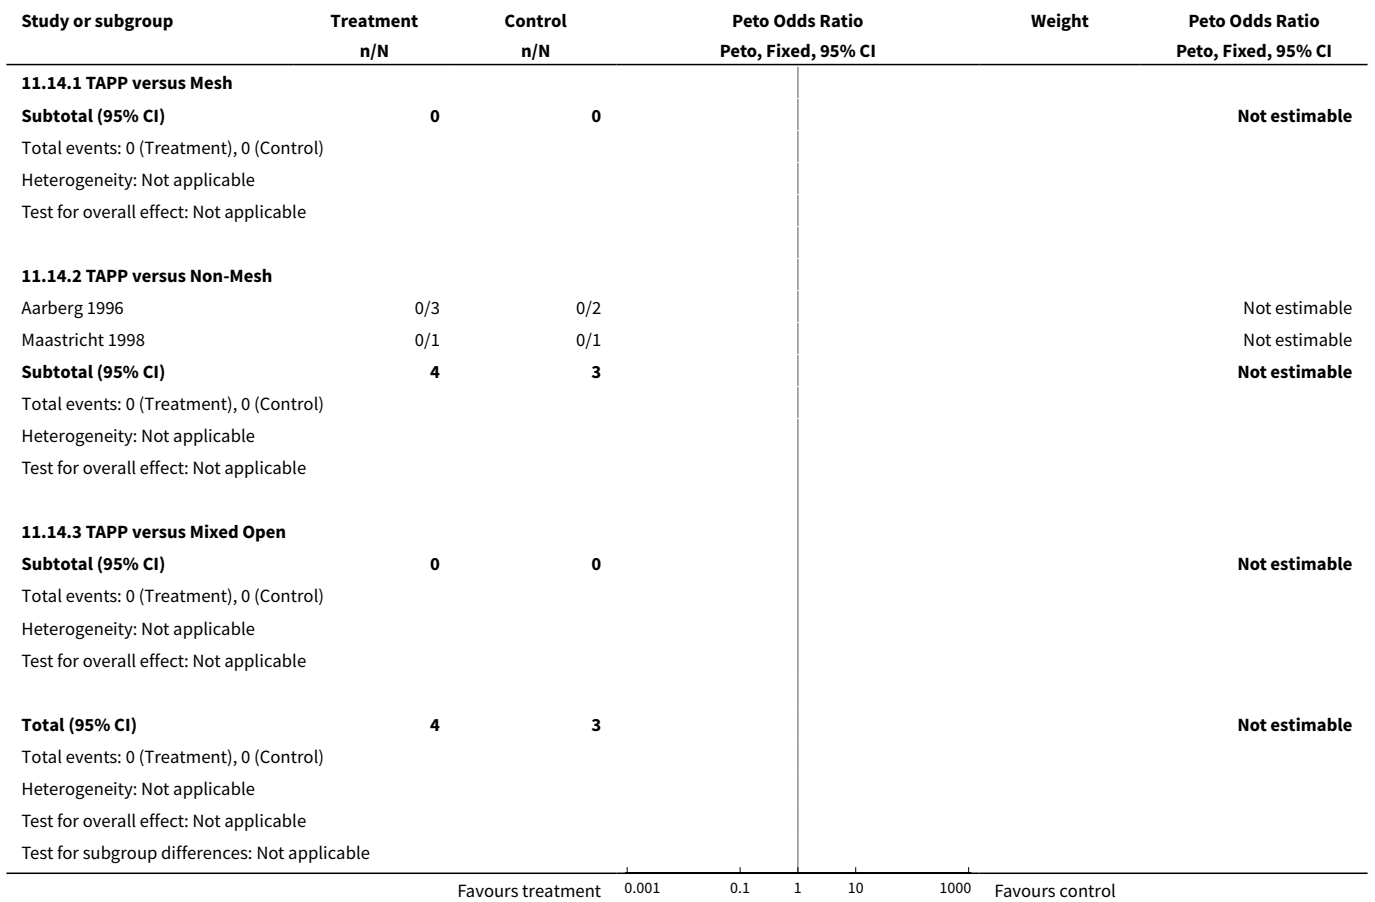 Study or subgroup Treatment Control Peto Odds Ratio Weight Peto Odds Ratio
n/N n/N Peto, Fixed, 95% CI Peto, Fixed, 95% CI
11.14.1 TAPP versus Mesh
Subtotal (95% CI) 0 0 Not estimable
Total events: 0 (Treatment), 0 (Control)
Heterogeneity: Not applicable
Test for overall effect: Not applicable
11.14.2 TAPP versus Non-Mesh
Aarberg 1996 0/3 0/2 Not estimable
Maastricht 1998 0/1 0/1 Not estimable
Subtotal (95% CI) 4 3 Not estimable
Total events: 0 (Treatment), 0 (Control)
Heterogeneity: Not applicable
Test for overall effect: Not applicable
11.14.3 TAPP versus Mixed Open
Subtotal (95% CI) 0 0 Not estimable
Total events: 0 (Treatment), 0 (Control)
Heterogeneity: Not applicable
Test for overall effect: Not applicable
Total (95% CI) 4 3 Not estimable
Total events: 0 (Treatment), 0 (Control)
Heterogeneity: Not applicable
Test for overall effect: Not applicable
Test for subgroup differences: Not applicable
Favours treatment 0.001 0.1 1 10 1000 Favours control